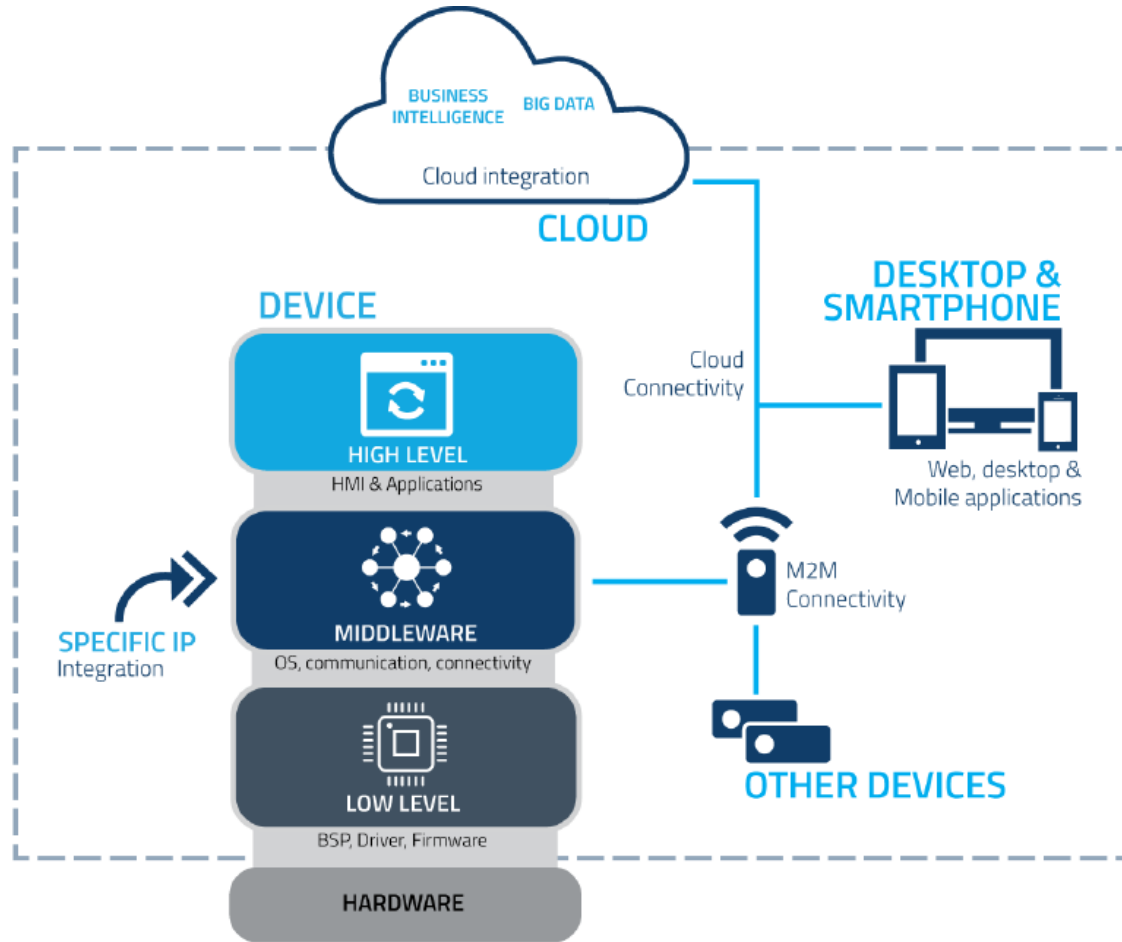 BUSINESS
INTELLIGENCE
BIG DATA
Cloud integration
CLOUD
DESKTOP &
SMARTPHONE
DEVICE
Cloud
Connectivity
HIGH LEVEL
HMI & Applications
Web, desktop &
Mobile applications
M2M
Connectivity
SPECIFIC IP
Integration
MIDDLEWARE
OS, communication, connectivity
LOW LEVEL
BSP, Driver, Firmware
OTHER DEVICES
HARDWARE